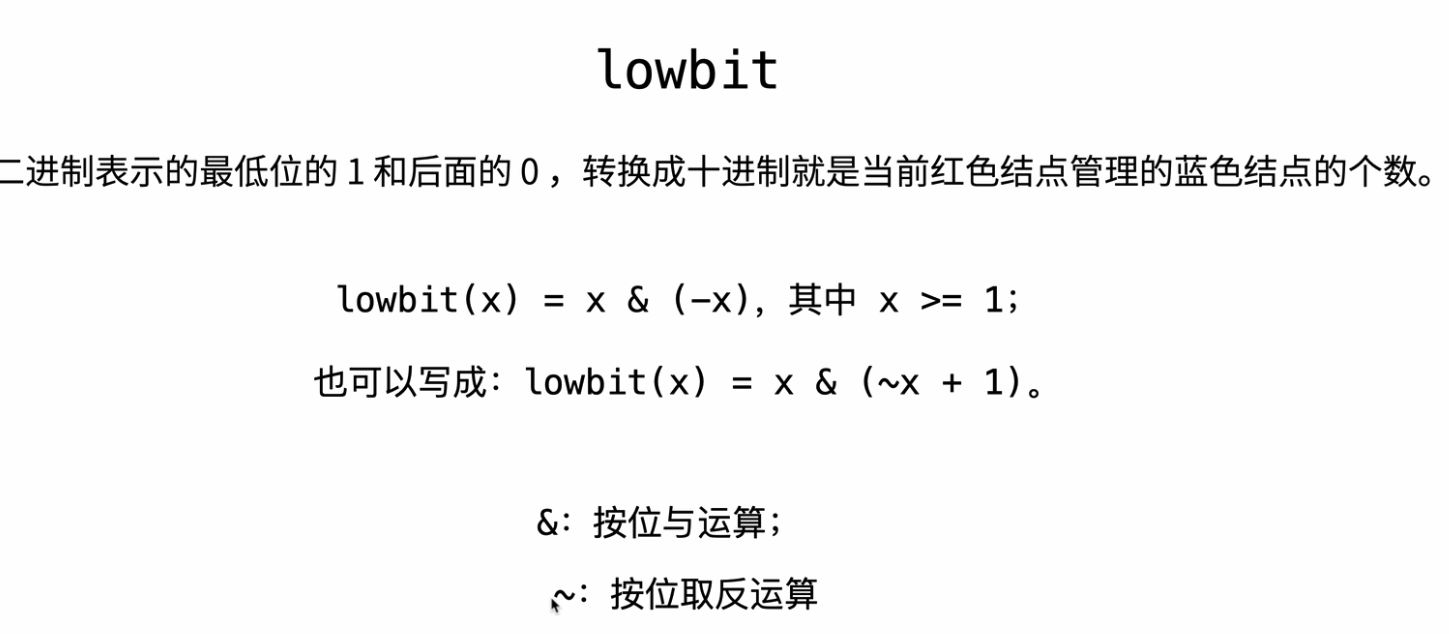 lowbit
二进制表示的最低位的 1 和后面的 0 ，转换成十进制就是当前红色结点管理的蓝色结点的个数。
lowbit(x) = x & (−x)，其中 x >= 1；
也可以写成：lowbit(x) = x & (~x + 1)。
&：按位与运算；
~：按位取反运算